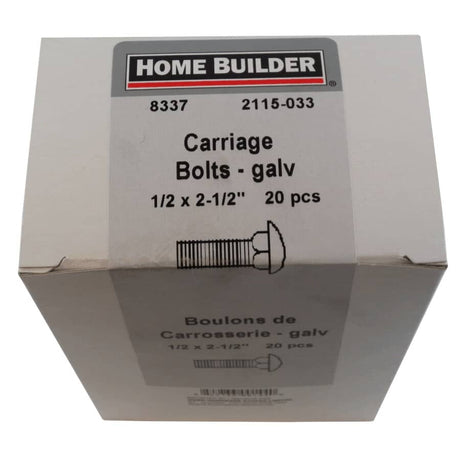 HOME BUILDER®
8337 2115-033
Carriage
Bolts - galv
1/2 x 2-1/2" 20 pcs
Boulons de
Carrosserie - galv
1/2 x 2-1/2" 20 pcs